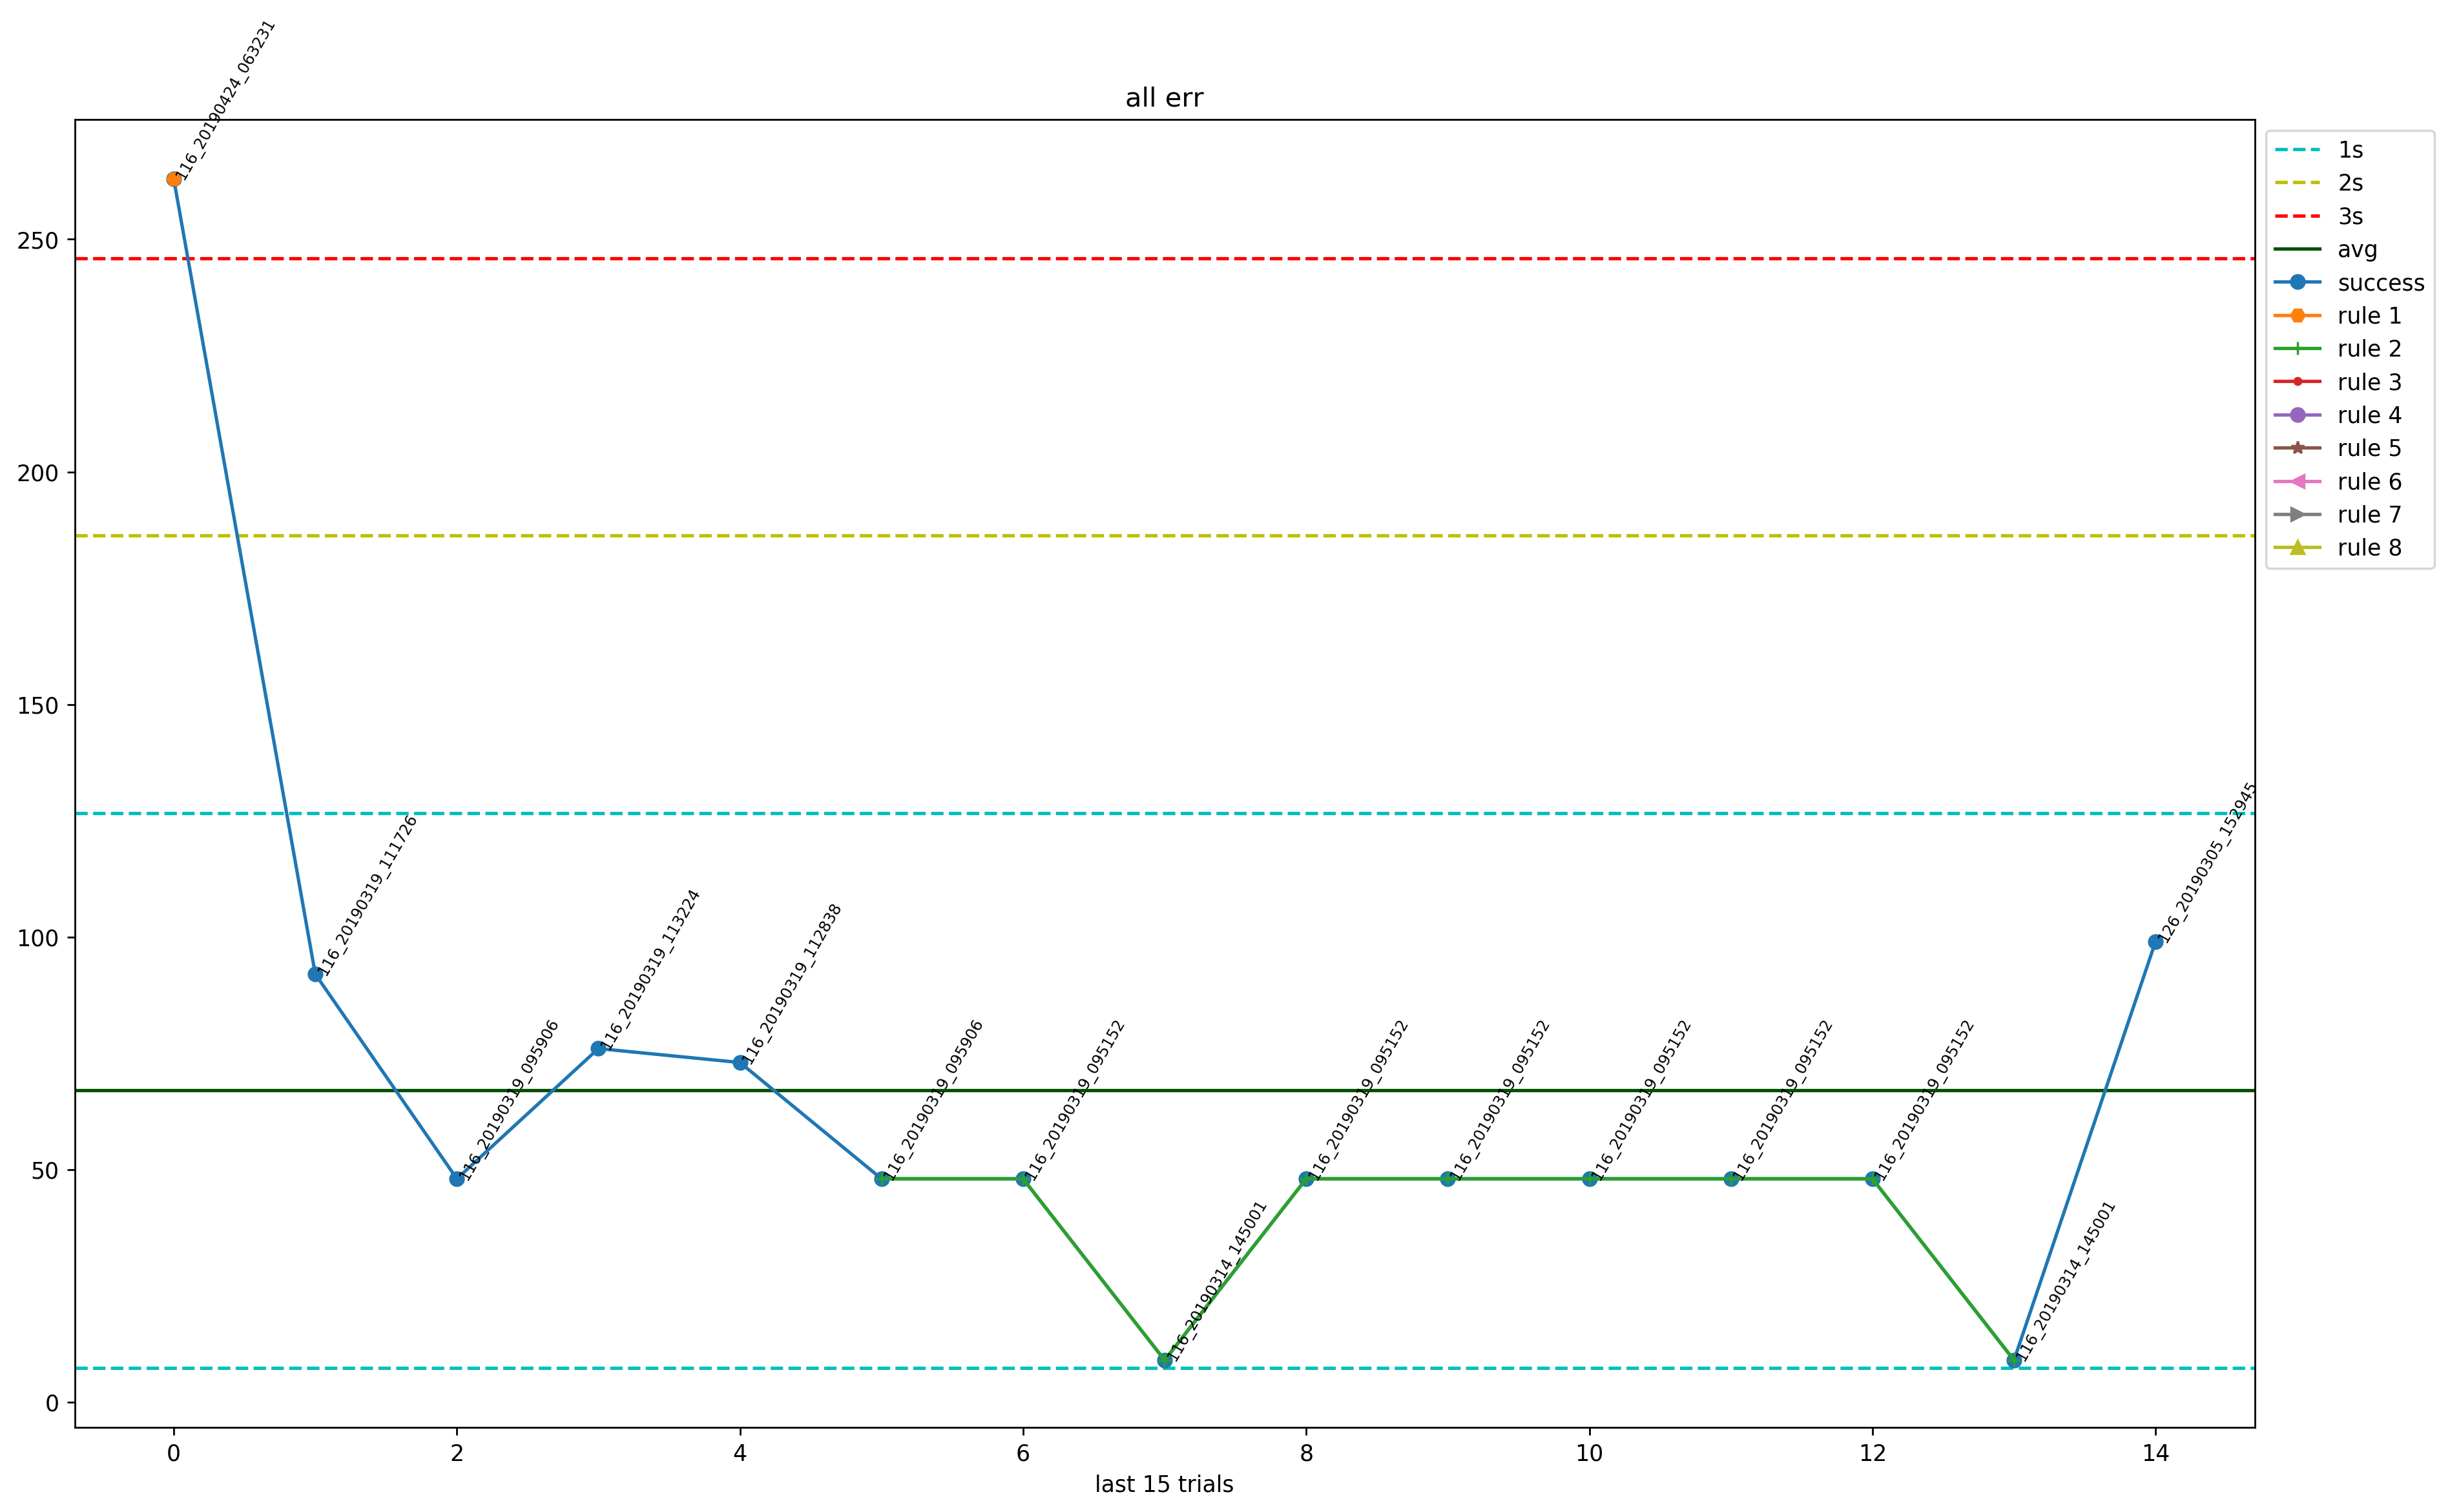 all err
116_20190424_063231
116_20190319_111726
116_20190319_095906
116_20190319_113224
116_20190319_112838
116_20190319_095906
116_20190319_095152
116_20190314_145001
116_20190319_095152
116_20190319_095152
116_20190319_095152
116_20190319_095152
116_20190319_095152
116_20190314_145001
126_20190305_152945
250
200
150
100
50
0
0
2
4
6
8
10
12
14
last 15 trials
1s
2s
3s
avg
success
rule 1
rule 2
rule 3
rule 4
rule 5
rule 6
rule 7
rule 8